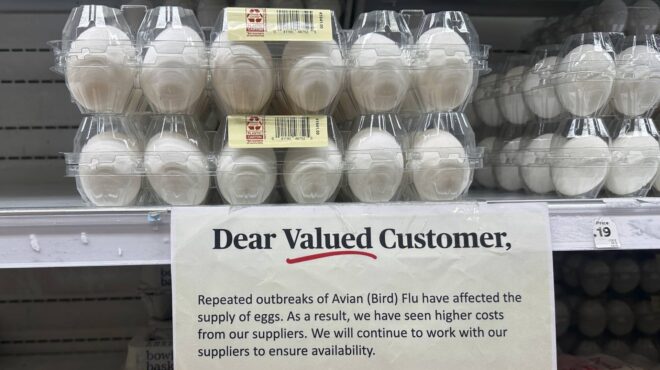 Dear Valued Customer,
Repeated outbreaks of Avian (Bird) Flu have affected the
supply of eggs. As a result, we have seen higher costs
from our suppliers. We will continue to work with our
suppliers to ensure availability.
Price
.19